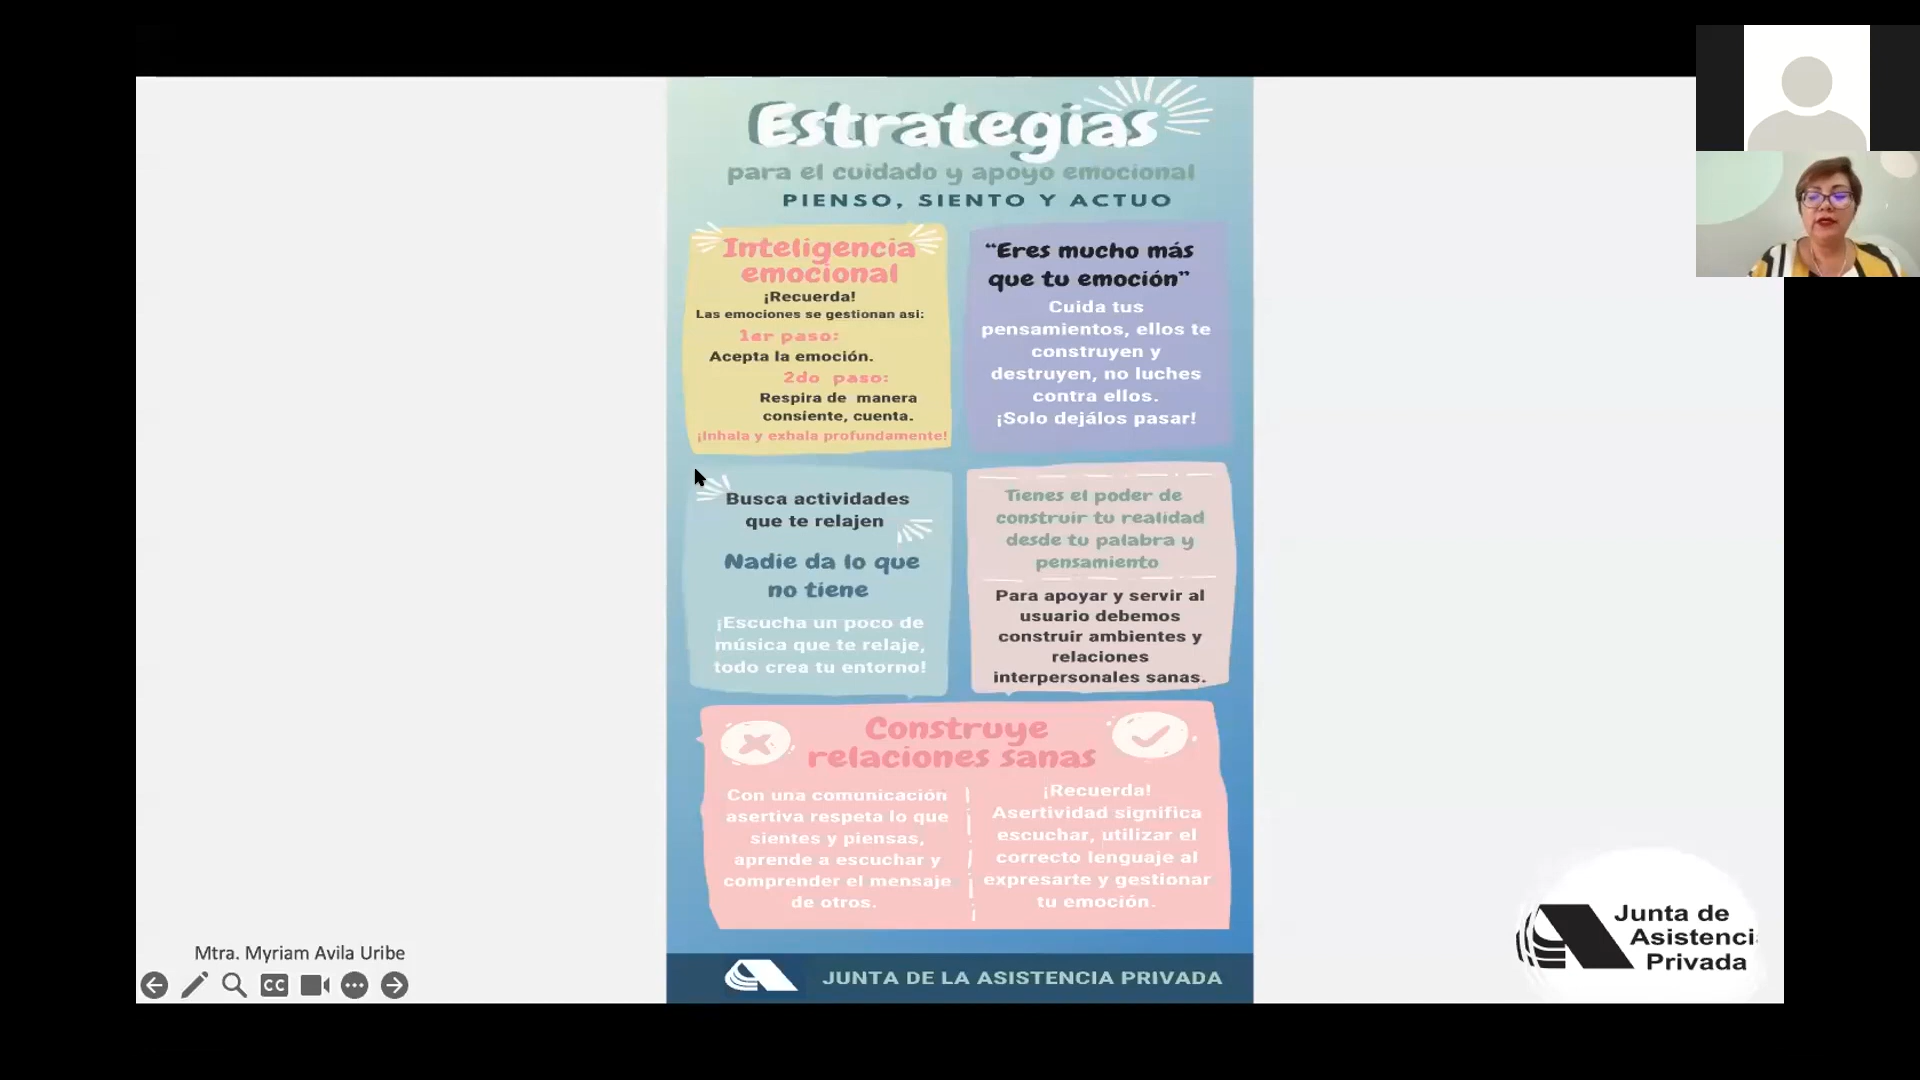 Estrategias
para el cuidado y apoyo emocional
PIENSO, SIENTO Y ACTUO
Inteligencia
emocional
¡Recuerda!
Las emociones se gestionan asi:
1er paso:
Acepta la emoción.
2do paso:
Respira de manera
consiente, cuenta.
¡Inhala y exhala profundamente!
“Eres mucho más
que tu emoción”
Cuida tus
pensamientos, ellos te
construyen y
destruyen, no luches
contra ellos.
¡Solo dejálos pasar!
Busca actividades
que te relajen
Nadie da lo que
no tiene
¡Escucha un poco de
música que te relaje,
todo crea tu entorno!
Tienes el poder de
construir tu realidad
desde tu palabra y
pensamiento
Para apoyar y servir al
usuario debemos
construir ambientes y
relaciones
interpersonales sanas.
Construye
relaciones sanas
Con una comunicación
asertiva respeta lo que
sientes y piensas,
aprende a escuchar y
comprender el mensaje
de otros.
¡Recuerda!
Asertividad significa
escuchar, utilizar el
correcto lenguaje al
expresarte y gestionar
tu emoción.
JUNTA DE LA ASISTENCIA PRIVADA
Mtra. Myriam Avila Uribe
CC
Junta de
Asistenci
Privada